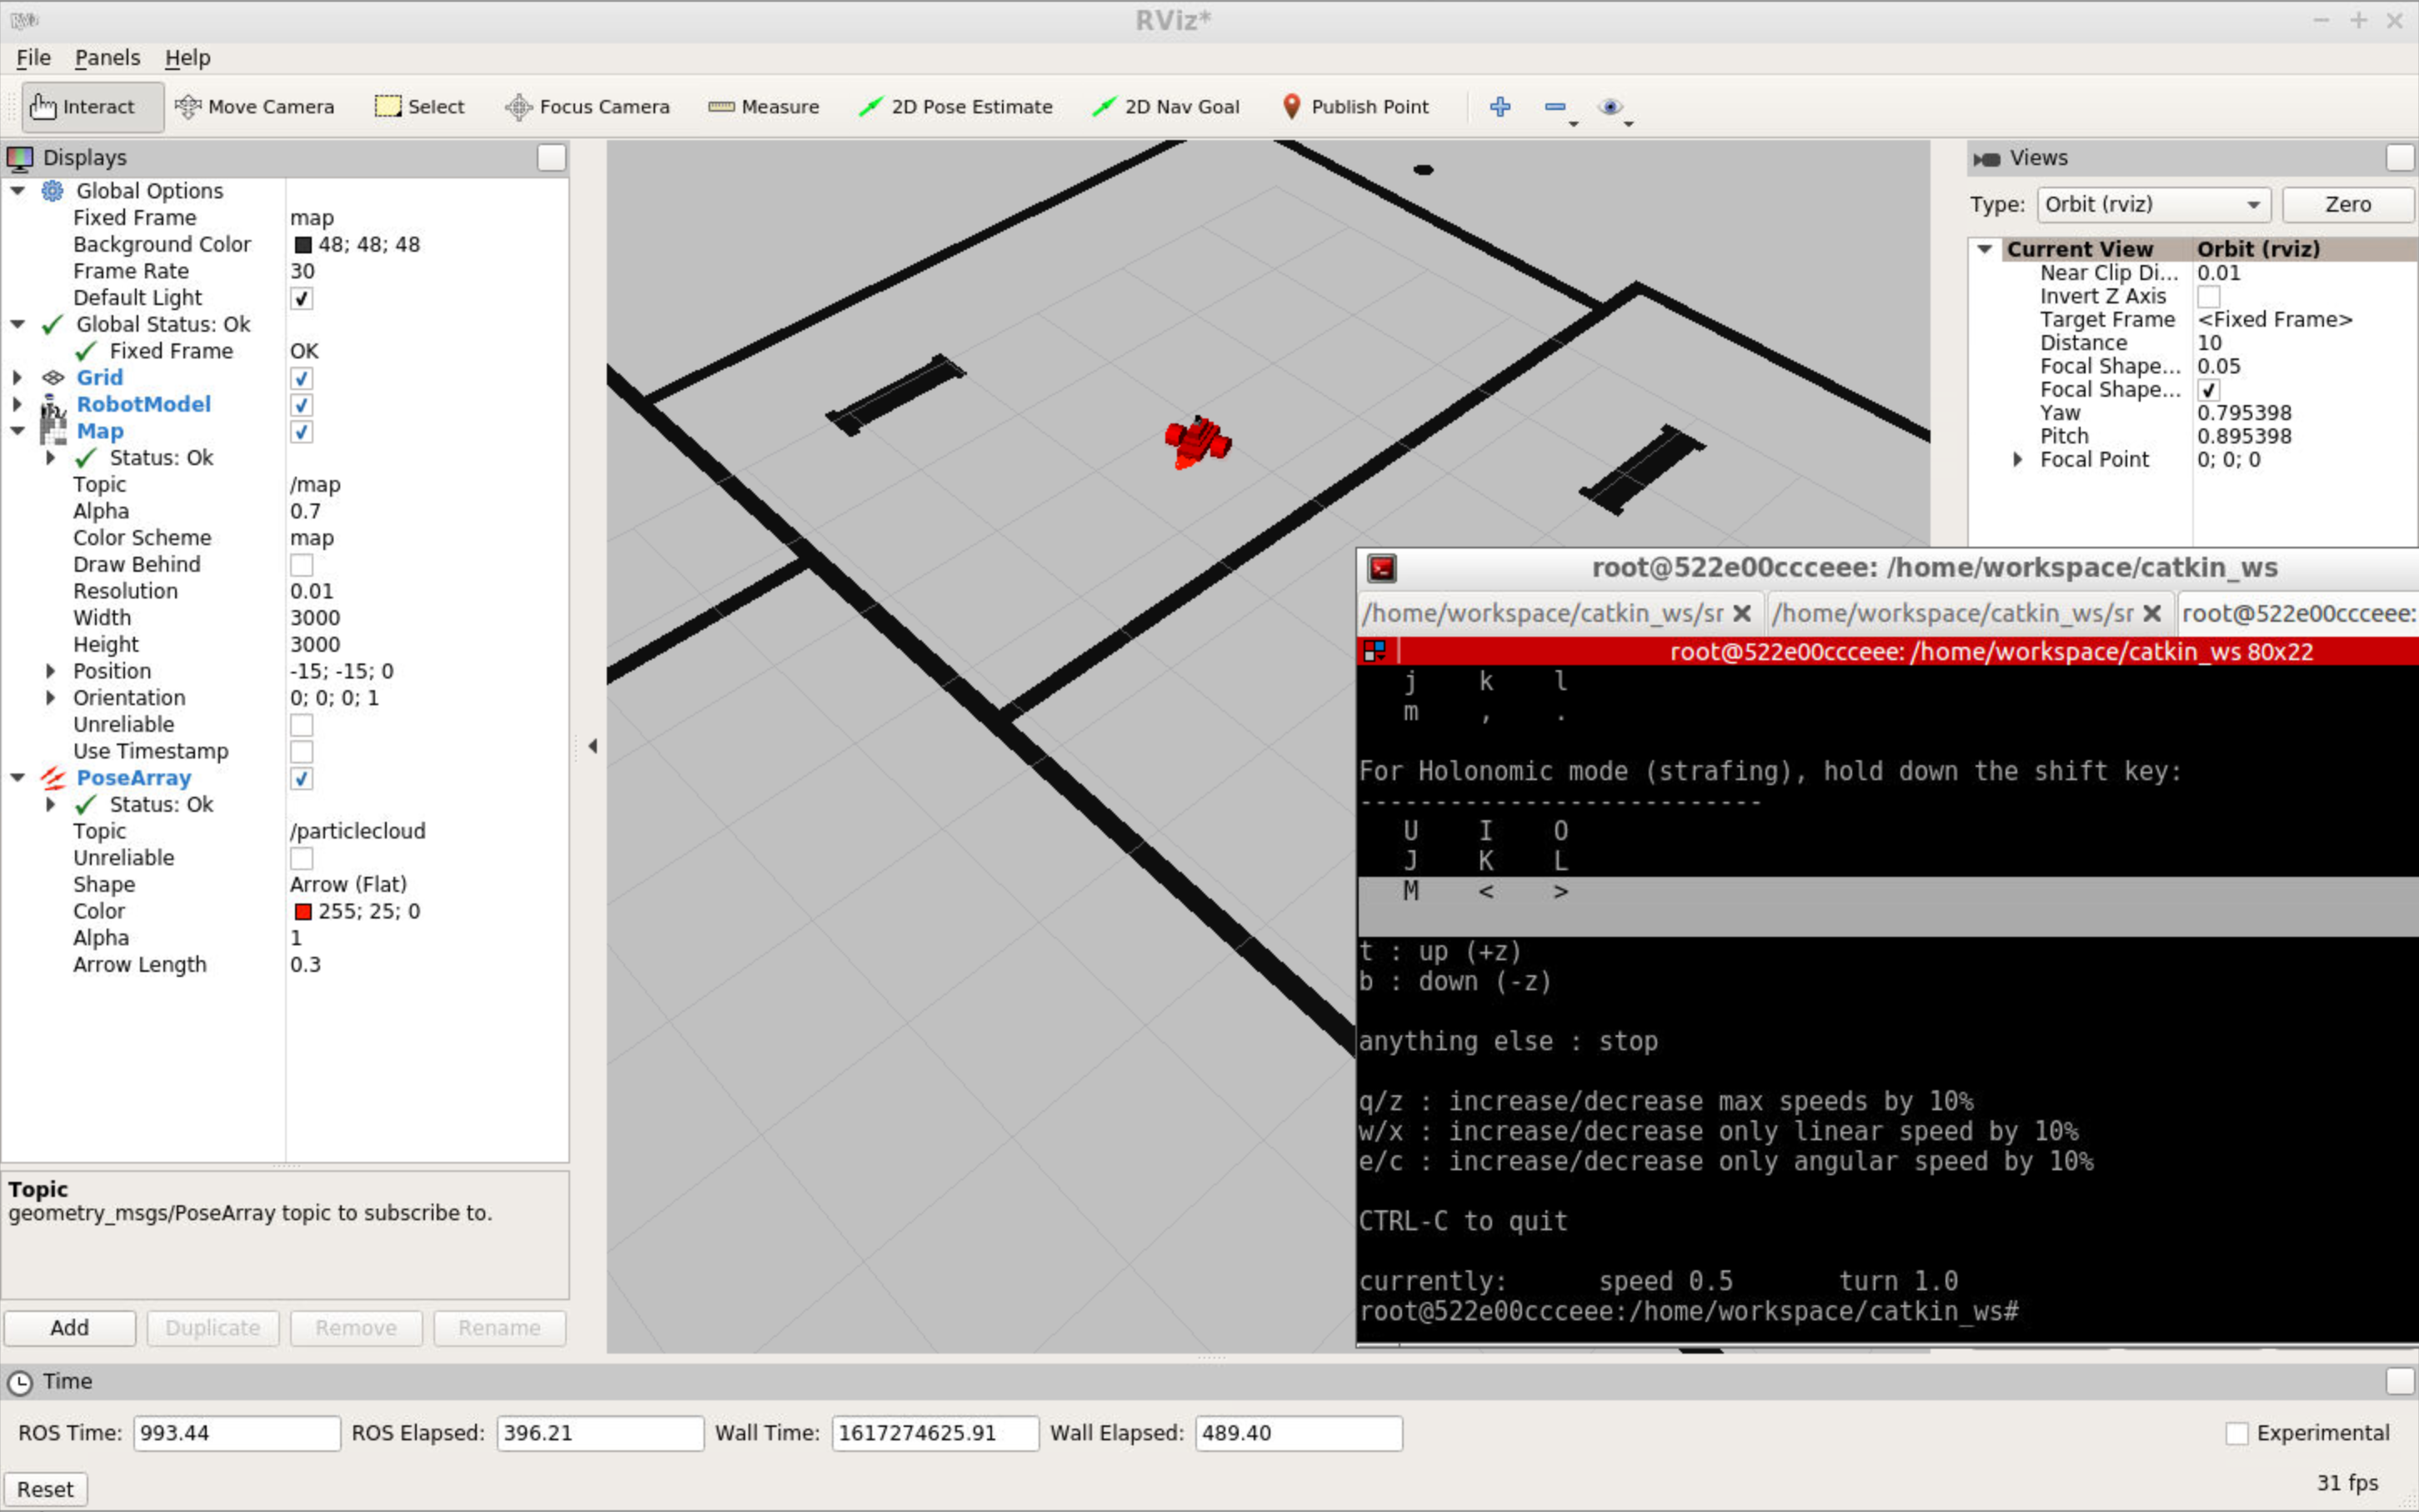 RViz*
File Panels Help
Interact Move Camera Select Focus Camera Measure 2D Pose Estimate 2D Nav Goal Publish Point
Displays
Global Options
Fixed Frame map
Background Color 48; 48; 48
Frame Rate 30
Default Light
Global Status: Ok
Fixed Frame OK
Grid
RobotModel
Map
Status: Ok
Topic /map
Alpha 0.7
Color Scheme map
Draw Behind
Resolution 0.01
Width 3000
Height 3000
Position -15; -15; 0
Orientation 0; 0; 0; 1
Unreliable
Use Timestamp
PoseArray
Status: Ok
Topic /particlecloud
Unreliable
Shape Arrow (Flat)
Color 255; 25; 0
Alpha 1
Arrow Length 0.3
Topic
geometry_msgs/PoseArray topic to subscribe to.
Add Duplicate Remove Rename
Views
Type: Orbit (rviz) Zero
Current View Orbit (rviz)
Near Clip Di... 0.01
Invert Z Axis
Target Frame <Fixed Frame>
Distance 10
Focal Shape... 0.05
Focal Shape...
Yaw 0.795398
Pitch 0.895398
Focal Point 0; 0; 0
root@522e00ccceee: /home/workspace/catkin_ws
/home/workspace/catkin_ws/sr /home/workspace/catkin_ws/sr root@522e00ccceee:
root@522e00ccceee: /home/workspace/catkin_ws 80x22
j k l
m , .
For Holonomic mode (strafing), hold down the shift key:
---------------------------
U I O
J K L
M < >
t : up (+z)
b : down (-z)
anything else : stop
q/z : increase/decrease max speeds by 10%
w/x : increase/decrease only linear speed by 10%
e/c : increase/decrease only angular speed by 10%
CTRL-C to quit
currently: speed 0.5 turn 1.0
root@522e00ccceee:/home/workspace/catkin_ws#
Time
ROS Time: 993.44 ROS Elapsed: 396.21 Wall Time: 1617274625.91 Wall Elapsed: 489.40 Experimental
Reset 31 fps